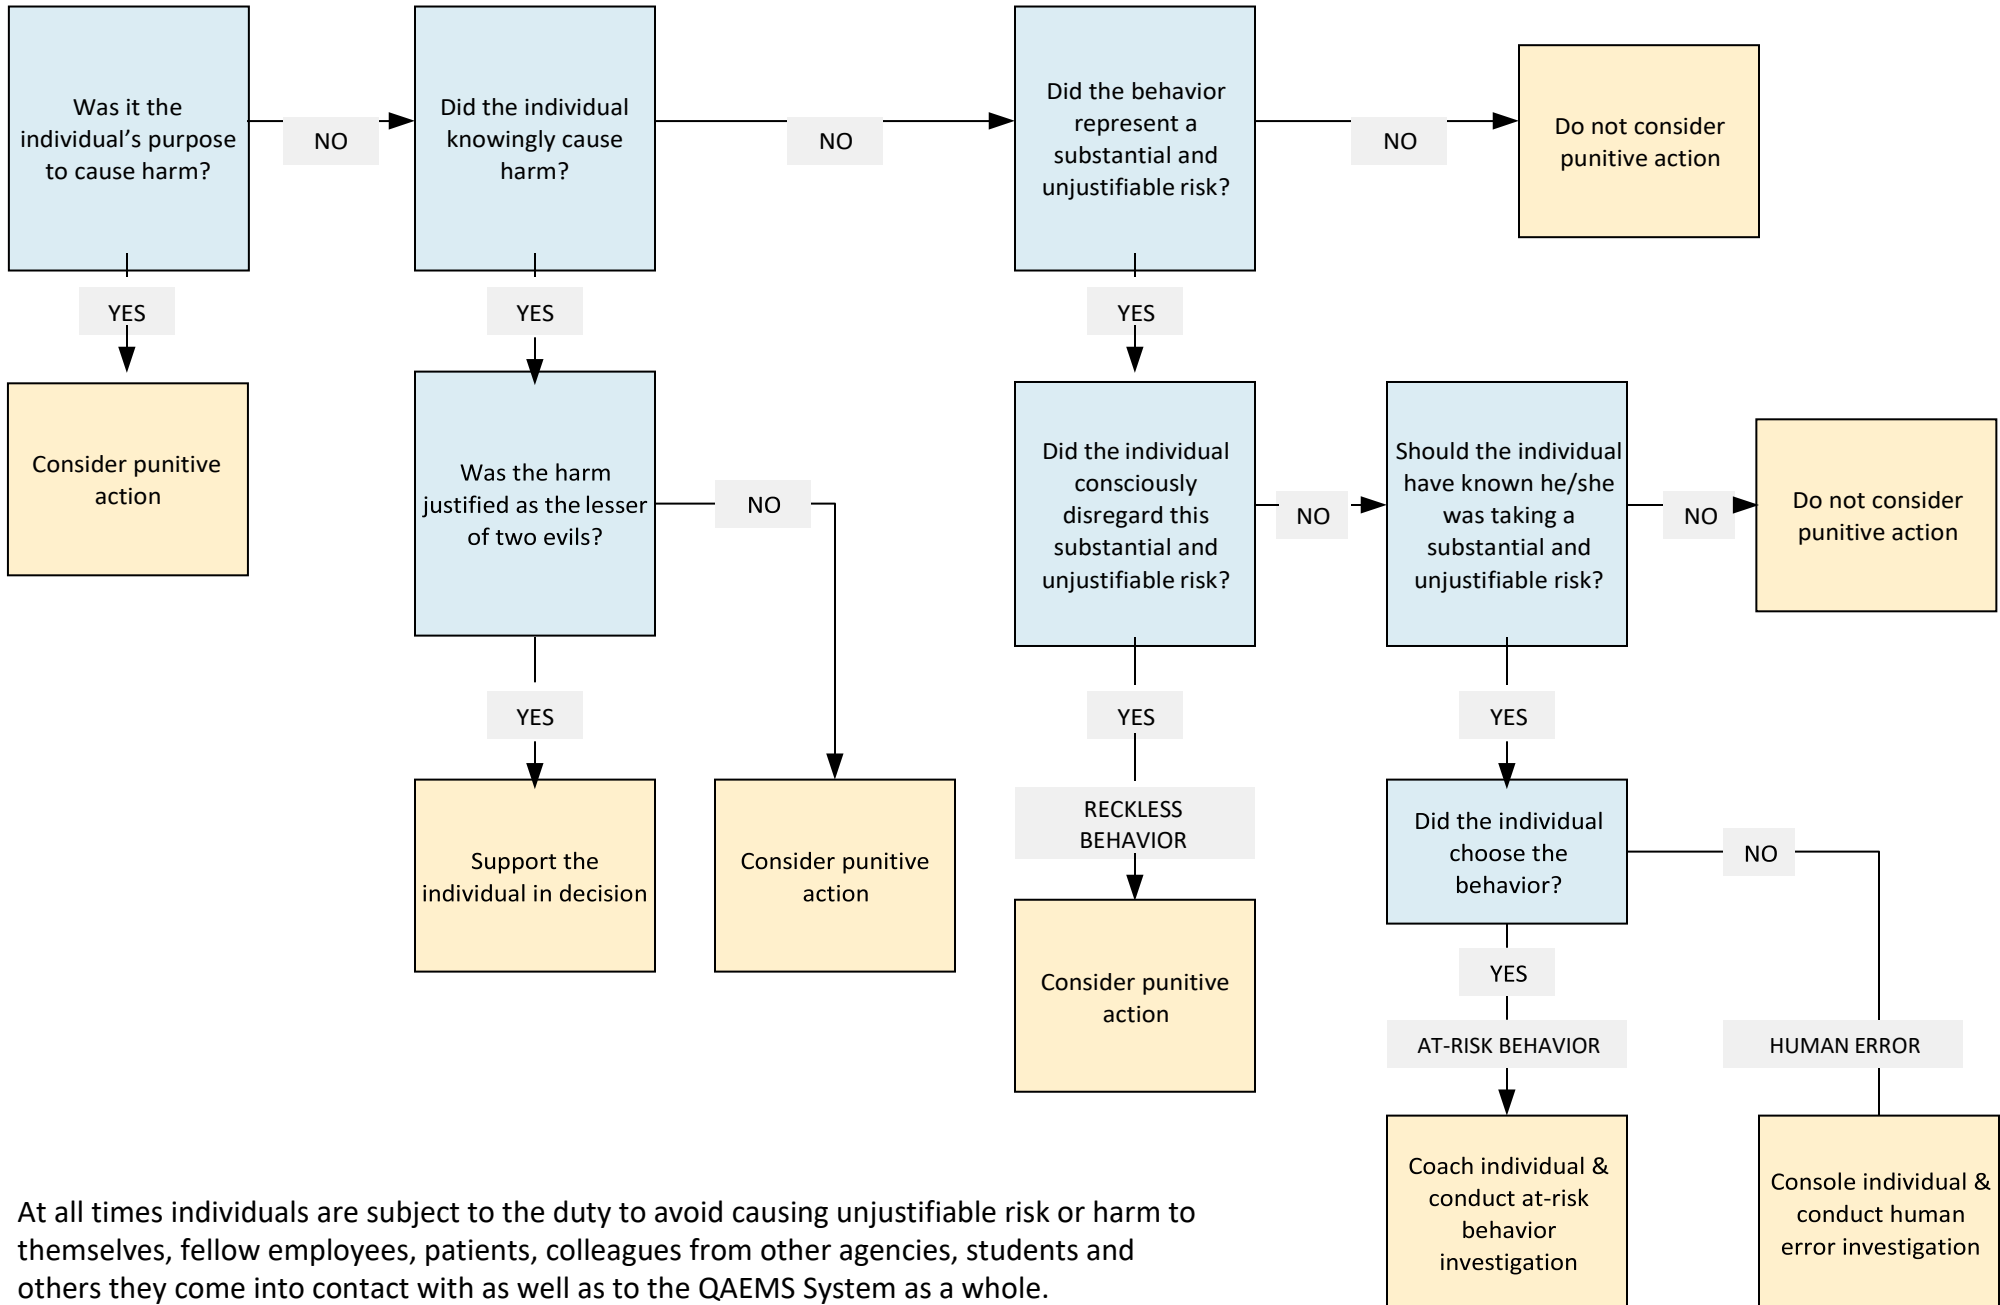 Was it the
individual’s purpose
to cause harm?
NO
Did the individual
knowingly cause
harm?
NO
Did the behavior
represent a
substantial and
unjustifiable risk?
NO
Do not consider
punitive action
YES
YES
YES
Consider punitive
action
Was the harm
justified as the lesser
of two evils?
NO
Did the individual
consciously
disregard this
substantial and
unjustifiable risk?
NO
Should the individual
have known he/she
was taking a
substantial and
unjustifiable risk?
NO
Do not consider
punitive action
YES
YES
YES
Support the
individual in decision
Consider punitive
action
RECKLESS
BEHAVIOR
Consider punitive
action
Did the individual
choose the
behavior?
NO
YES
AT-RISK BEHAVIOR
HUMAN ERROR
Coach individual &
conduct at-risk
behavior
investigation
Console individual &
conduct human
error investigation
At all times individuals are subject to the duty to avoid causing unjustifiable risk or harm to
themselves, fellow employees, patients, colleagues from other agencies, students and
others they come into contact with as well as to the QAEMS System as a whole.